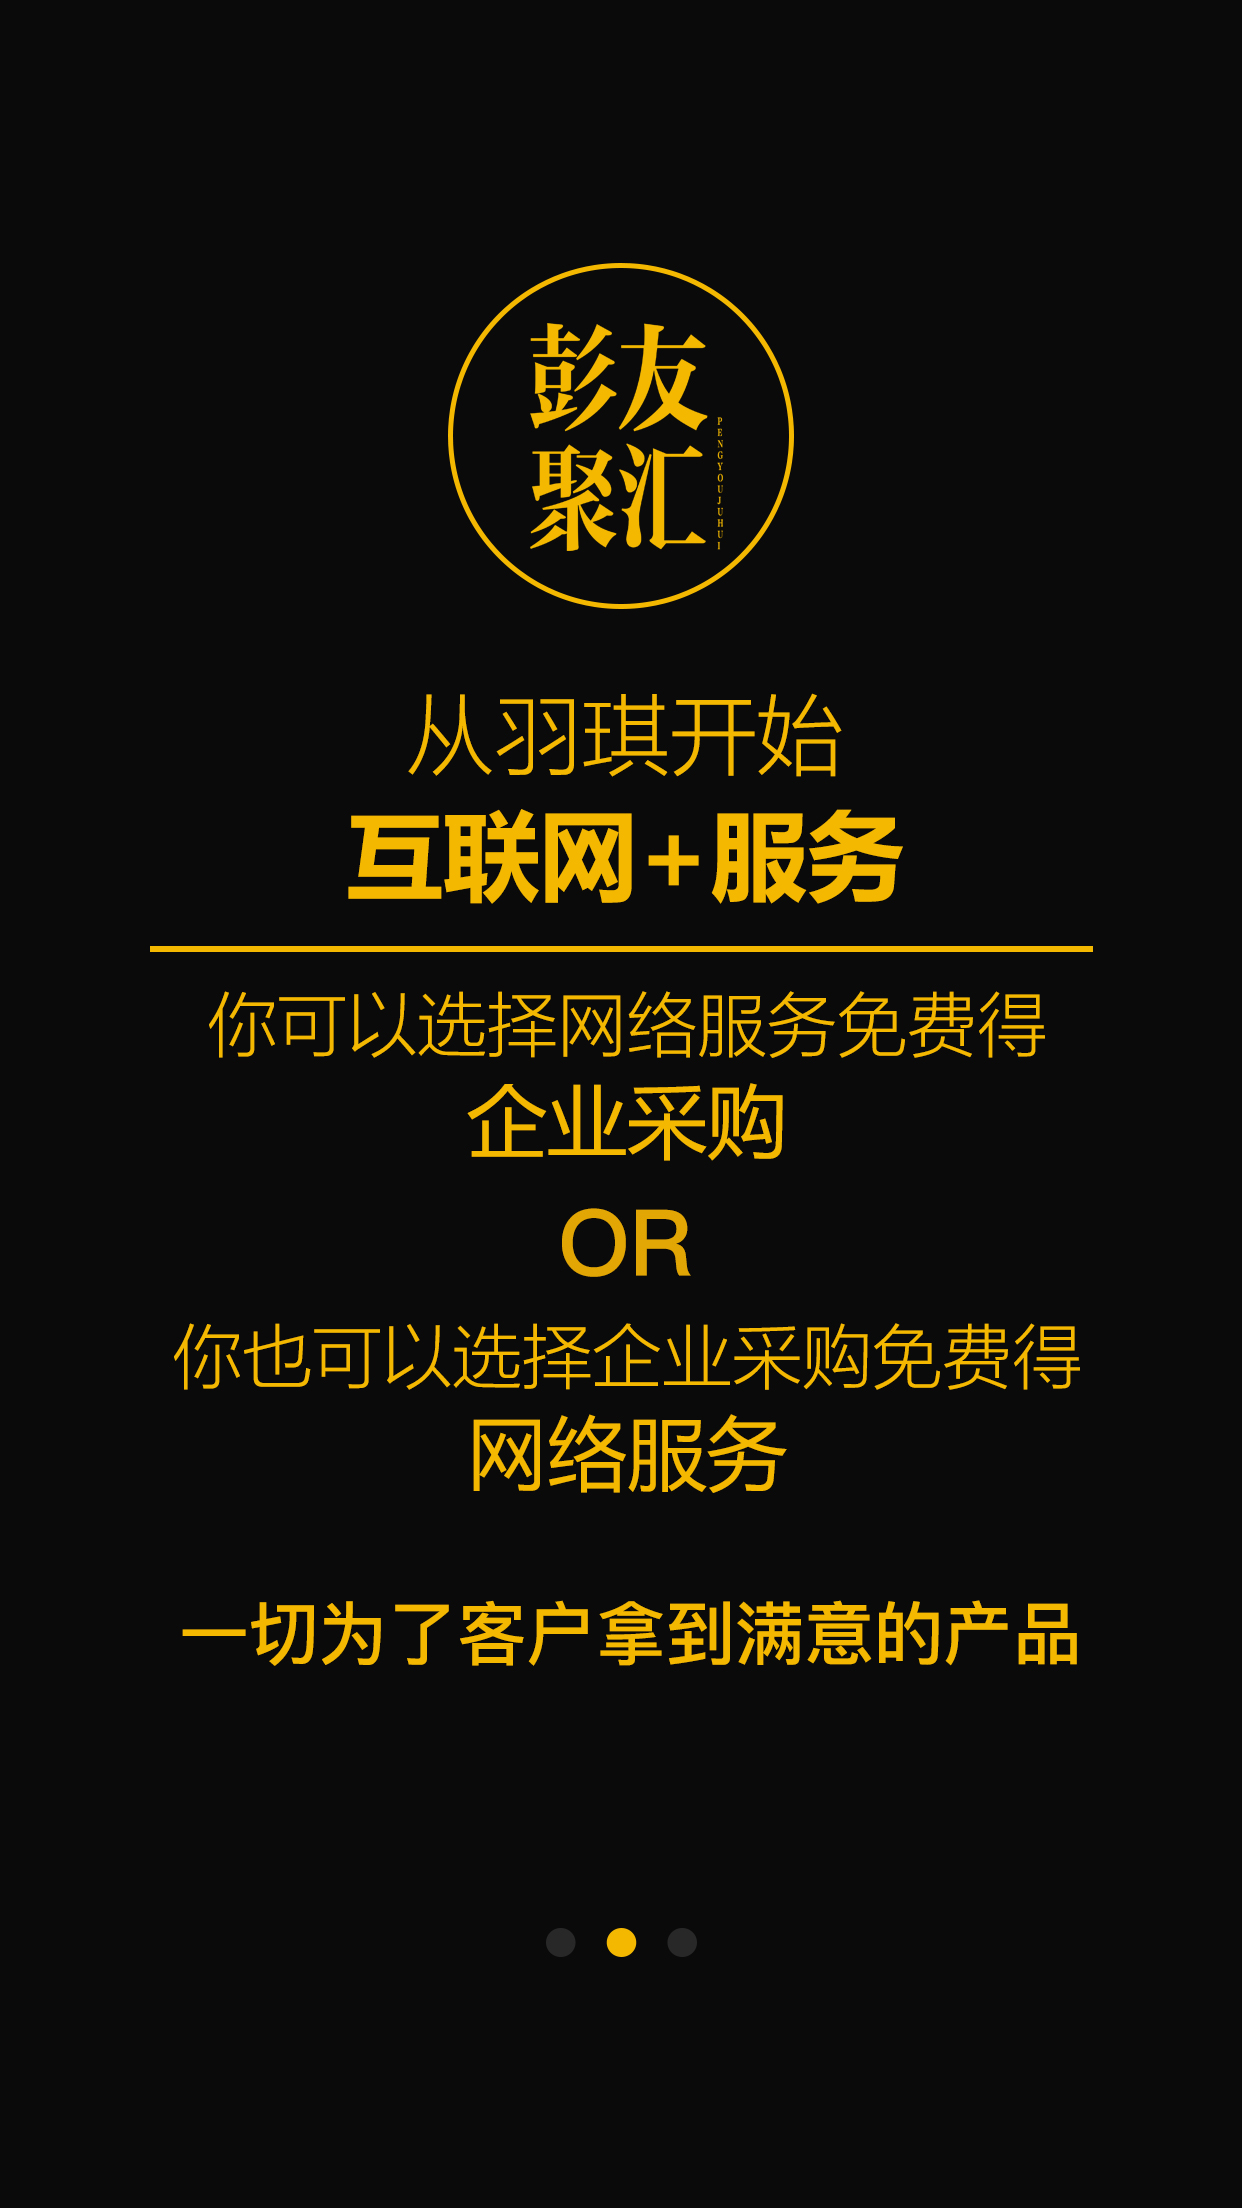 彭友
聚汇
PENGYOUJUHUI
从羽琪开始
互联网+服务
你可以选择网络服务免费得
企业采购
OR
你也可以选择企业采购免费得
网络服务
一切为了客户拿到满意的产品